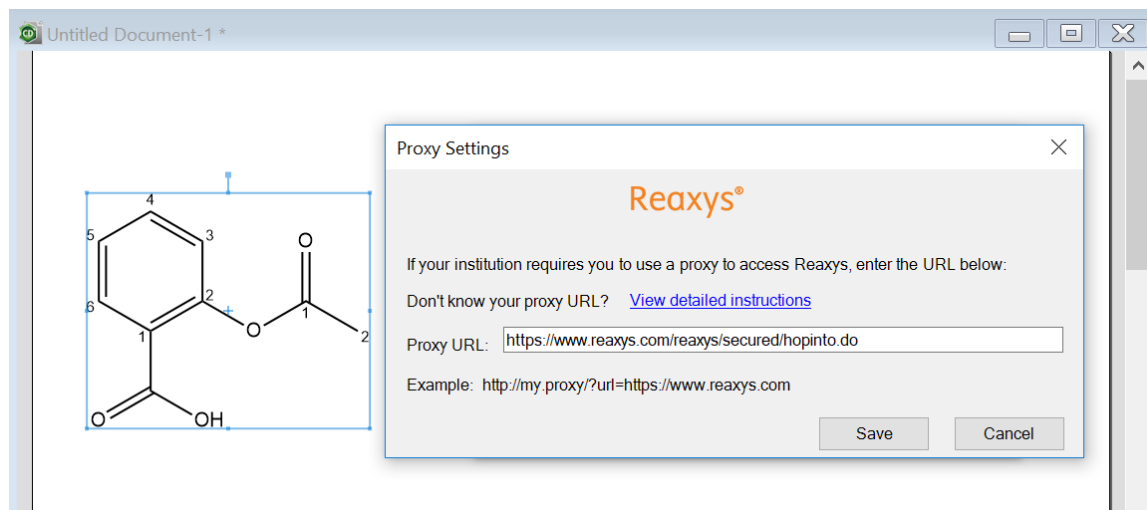 Untitled Document-1 *
Proxy Settings
Reaxys®
If your institution requires you to use a proxy to access Reaxys, enter the URL below:
Don't know your proxy URL? View detailed instructions
Proxy URL: https://www.reaxys.com/reaxys/secured/hopinto.do
Example: http://my.proxy/?url=https://www.reaxys.com
Save Cancel
4
5 3 O
6 2 1
1 O 2
O OH